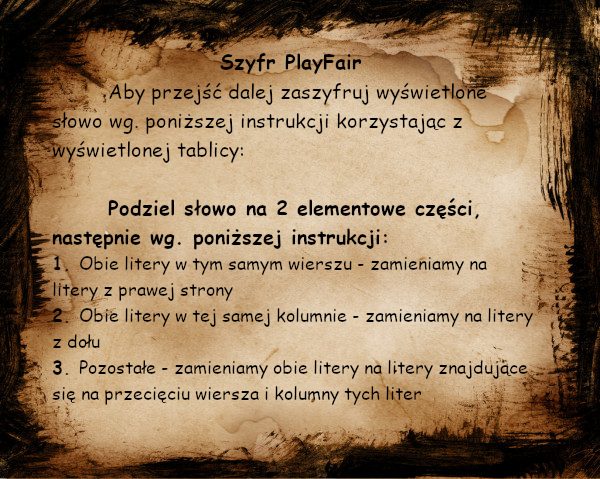 Szyfr PlayFair
Aby przejść dalej zaszyfruj wyświetlone
słowo wg. poniższej instrukcji korzystając z
wyświetlonej tablicy:
Podziel słowo na 2 elementowe części,
następnie wg. poniższej instrukcji:
1. Obie litery w tym samym wierszu - zamieniamy na
litery z prawej strony
2. Obie litery w tej samej kolumnie - zamieniamy na litery
z dołu
3. Pozostałe - zamieniamy obie litery na litery znajdujące
się na przecięciu wiersza i kolumny tych liter